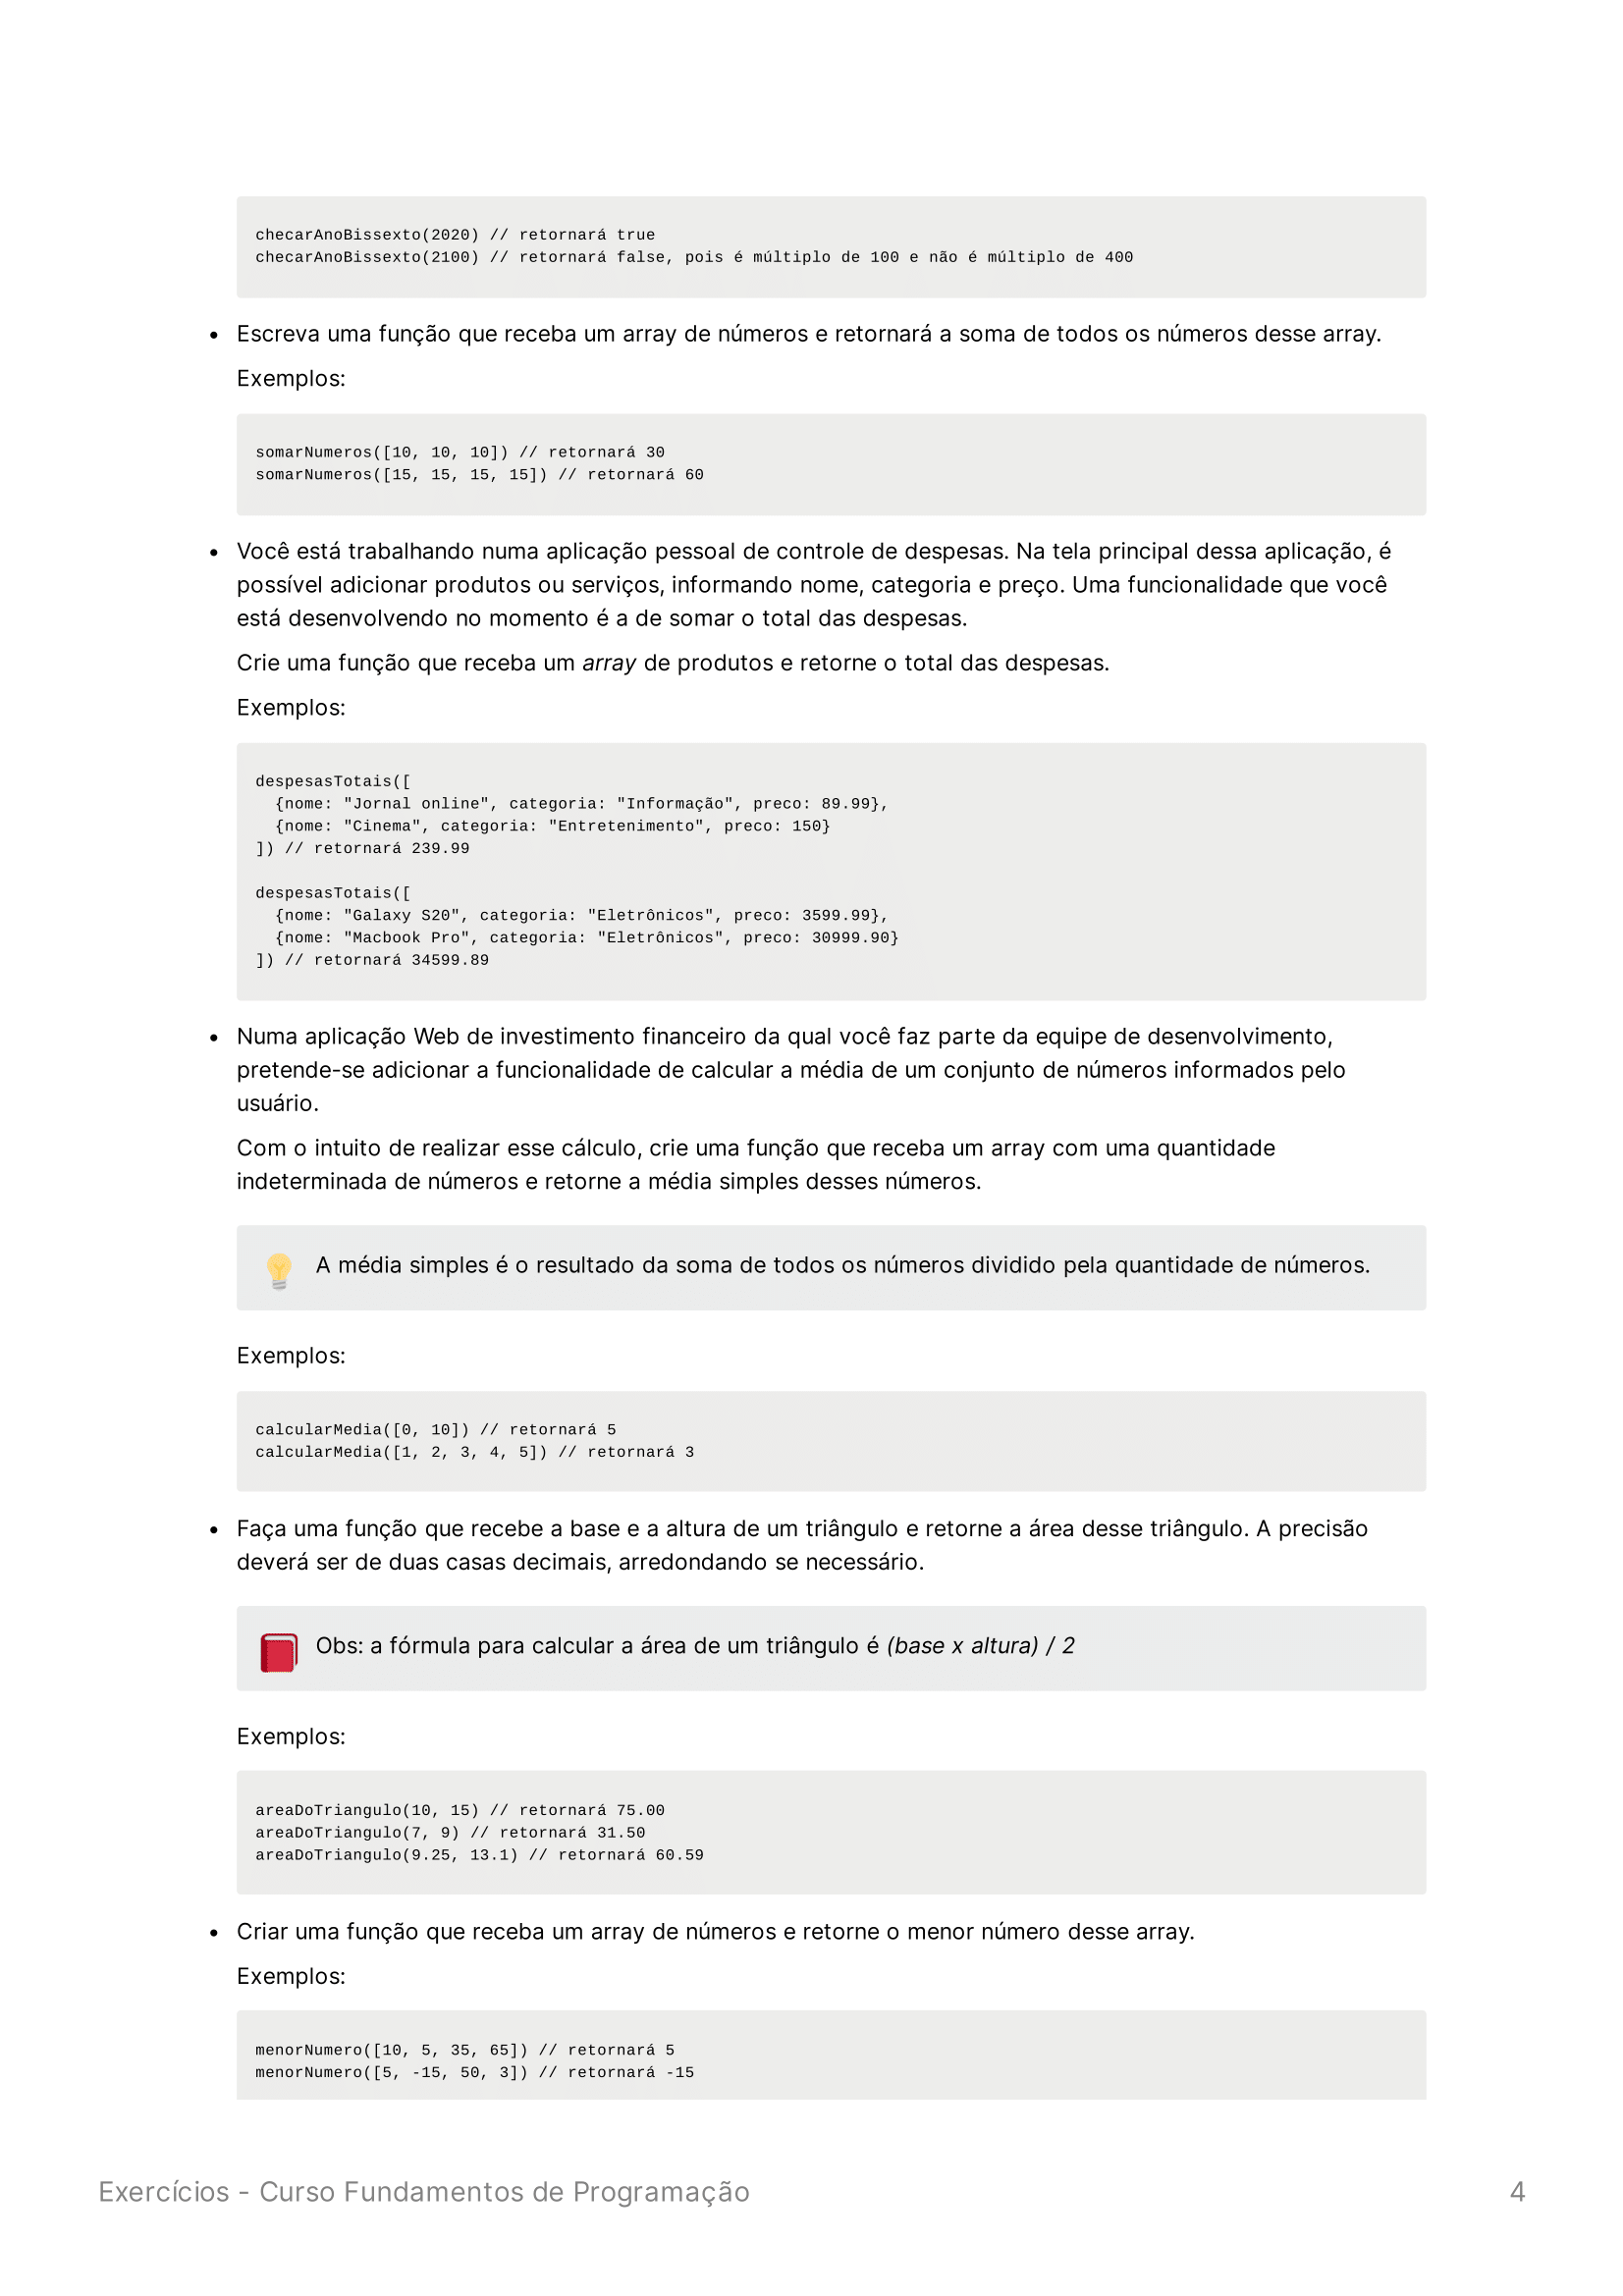 checarAnoBissexto(2020) // retornará true
checarAnoBissexto(2100) // retornará false, pois é múltiplo de 100 e não é múltiplo de 400
• Escreva uma função que receba um array de números e retornará a soma de todos os números desse array.
Exemplos:
somarNumeros([10, 10, 10]) // retornará 30
somarNumeros([15, 15, 15, 15]) // retornará 60
• Você está trabalhando numa aplicação pessoal de controle de despesas. Na tela principal dessa aplicação, é
possível adicionar produtos ou serviços, informando nome, categoria e preço. Uma funcionalidade que você
está desenvolvendo no momento é a de somar o total das despesas.
Crie uma função que receba um array de produtos e retorne o total das despesas.
Exemplos:
despesasTotais([
  {nome: "Jornal online", categoria: "Informação", preco: 89.99},
  {nome: "Cinema", categoria: "Entretenimento", preco: 150}
]) // retornará 239.99
despesasTotais([
  {nome: "Galaxy S20", categoria: "Eletrônicos", preco: 3599.99},
  {nome: "Macbook Pro", categoria: "Eletrônicos", preco: 30999.90}
]) // retornará 34599.89
• Numa aplicação Web de investimento financeiro da qual você faz parte da equipe de desenvolvimento,
pretende-se adicionar a funcionalidade de calcular a média de um conjunto de números informados pelo
usuário.
Com o intuito de realizar esse cálculo, crie uma função que receba um array com uma quantidade
indeterminada de números e retorne a média simples desses números.
A média simples é o resultado da soma de todos os números dividido pela quantidade de números.
Exemplos:
calcularMedia([0, 10]) // retornará 5
calcularMedia([1, 2, 3, 4, 5]) // retornará 3
• Faça uma função que recebe a base e a altura de um triângulo e retorne a área desse triângulo. A precisão
deverá ser de duas casas decimais, arredondando se necessário.
Obs: a fórmula para calcular a área de um triângulo é (base x altura) / 2
Exemplos:
areaDoTriangulo(10, 15) // retornará 75.00
areaDoTriangulo(7, 9) // retornará 31.50
areaDoTriangulo(9.25, 13.1) // retornará 60.59
• Criar uma função que receba um array de números e retorne o menor número desse array.
Exemplos:
menorNumero([10, 5, 35, 65]) // retornará 5
menorNumero([5, -15, 50, 3]) // retornará -15
Exercícios - Curso Fundamentos de Programação 4